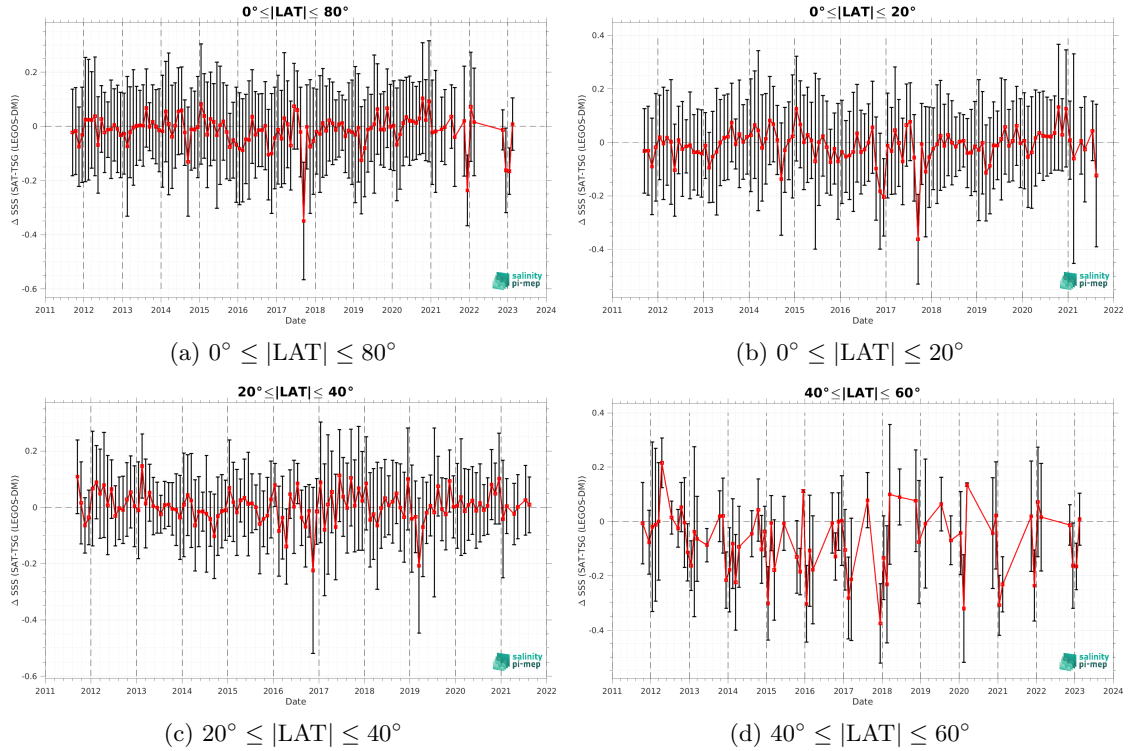 0°≤|LAT|≤ 80°
Δ SSS (SAT-TSG (LEGOS-DM))
0.2
0
-0.2
-0.4
-0.6
2011 2012 2013 2014 2015 2016 2017 2018 2019 2020 2021 2022 2023 2024
Date
salinity
pi-mep
(a) 0° ≤ |LAT| ≤ 80°
0°≤|LAT|≤ 20°
Δ SSS (SAT-TSG (LEGOS-DM))
0.4
0.2
0
-0.2
-0.4
2011 2012 2013 2014 2015 2016 2017 2018 2019 2020 2021 2022
Date
salinity
pi-mep
(b) 0° ≤ |LAT| ≤ 20°
20°≤|LAT|≤ 40°
Δ SSS (SAT-TSG (LEGOS-DM))
0.2
0
-0.2
-0.4
-0.6
2011 2012 2013 2014 2015 2016 2017 2018 2019 2020 2021 2022
Date
salinity
pi-mep
(c) 20° ≤ |LAT| ≤ 40°
40°≤|LAT|≤ 60°
Δ SSS (SAT-TSG (LEGOS-DM))
0.4
0.2
0
-0.2
-0.4
2011 2012 2013 2014 2015 2016 2017 2018 2019 2020 2021 2022 2023 2024
Date
salinity
pi-mep
(d) 40° ≤ |LAT| ≤ 60°